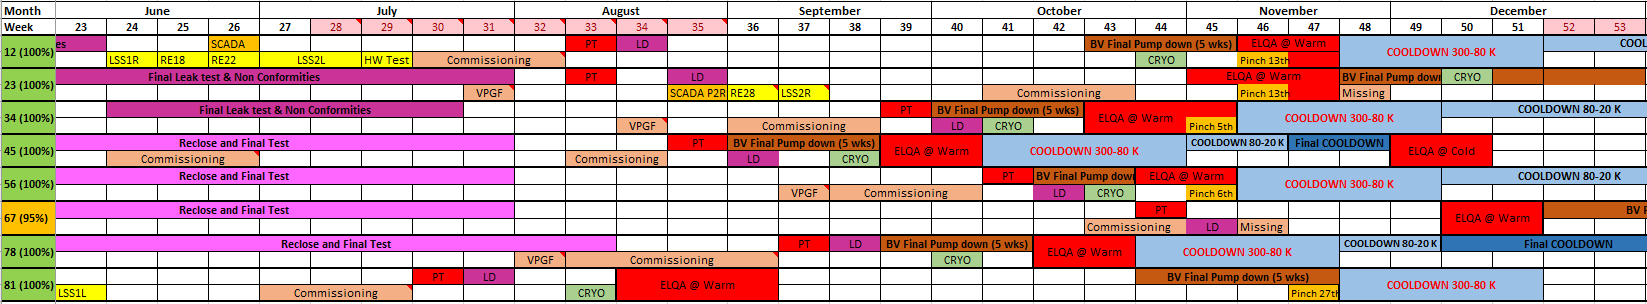 Month June July August September October November December
Week 23 24 25 26 27 28 29 30 31 32 33 34 35 36 37 38 39 40 41 42 43 44 45 46 47 48 49 50 51 52 53
12 (100%) es SCADA PT LD BV Final Pump down (5 wks) ELQA @ Warm COOLDOWN 300-80 K COOL
LSS1R RE18 RE22 LSS2L HW Test Commissioning CRYO Pinch 13th
23 (100%) Final Leak test & Non Conformities PT LD ELQA @ Warm BV Final Pump down CRYO
VPGF SCADA P2R RE28 LSS2R Commissioning Pinch 13th Missing
34 (100%) Final Leak test & Non Conformities PT BV Final Pump down (5 wks) ELQA @ Warm COOLDOWN 300-80 K COOLDOWN 80-20 K
VPGF Commissioning LD CRYO Pinch 5th
45 (100%) Reclose and Final Test PT BV Final Pump down (5 wks) ELQA @ Warm COOLDOWN 300-80 K COOLDOWN 80-20 K Final COOLDOWN ELQA @ Cold
Commissioning Commissioning LD CRYO
56 (100%) Reclose and Final Test PT BV Final Pump down ELQA @ Warm COOLDOWN 300-80 K COOLDOWN 80-20 K
VPGF Commissioning LD CRYO Pinch 6th
67 (95%) Reclose and Final Test PT ELQA @ Warm BV F
Commissioning LD Missing
78 (100%) Reclose and Final Test PT LD BV Final Pump down (5 wks) ELQA @ Warm COOLDOWN 300-80 K COOLDOWN 80-20 K Final COOLDOWN
VPGF Commissioning CRYO
81 (100%) PT LD ELQA @ Warm BV Final Pump down (5 wks) COOLDOWN 300-80 K
LSS1L Commissioning CRYO Pinch 27th